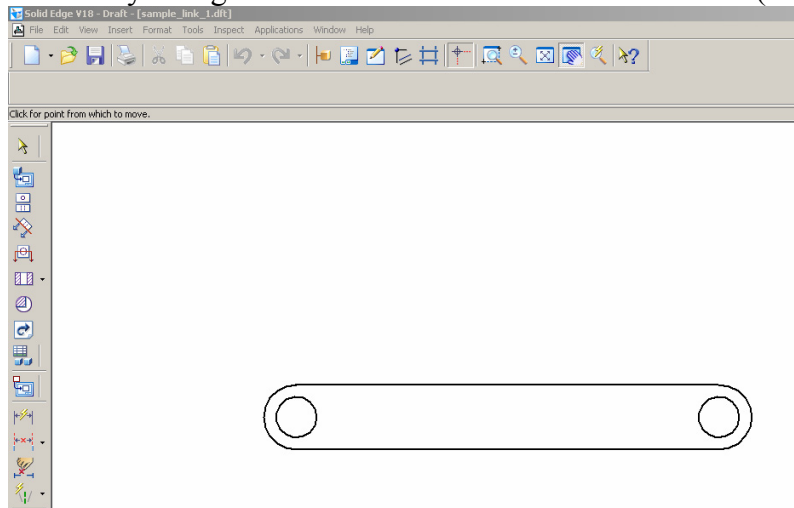 Solid Edge V18 - Draft - [sample_link_1.dft]
File Edit View Insert Format Tools Inspect Applications Window Help
Click for point from which to move.